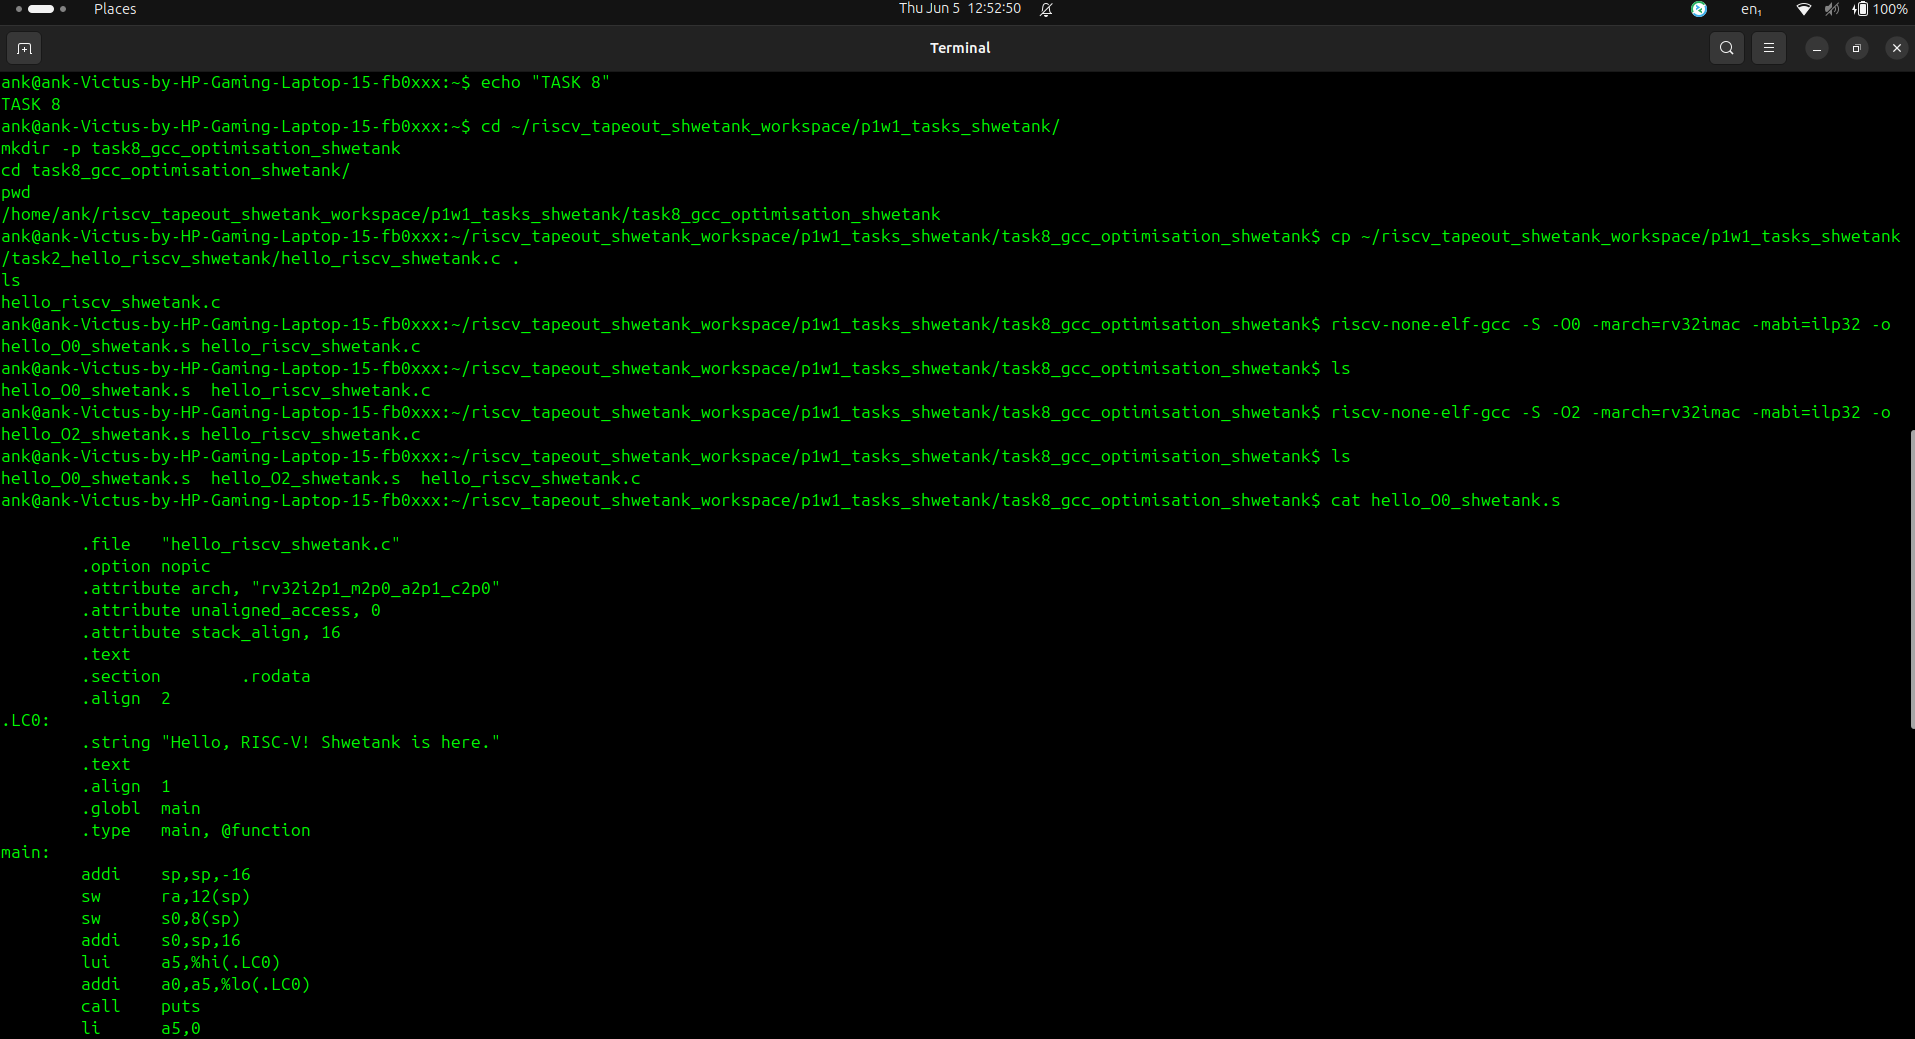 Places
Thu Jun 5 12:52:50
en₁
100%
Terminal
ank@ank-Victus-by-HP-Gaming-Laptop-15-fb0xxx:~$ echo "TASK 8"
TASK 8
ank@ank-Victus-by-HP-Gaming-Laptop-15-fb0xxx:~$ cd ~/riscv_tapeout_shwetank_workspace/p1w1_tasks_shwetank/
mkdir -p task8_gcc_optimisation_shwetank
cd task8_gcc_optimisation_shwetank/
pwd
/home/ank/riscv_tapeout_shwetank_workspace/p1w1_tasks_shwetank/task8_gcc_optimisation_shwetank
ank@ank-Victus-by-HP-Gaming-Laptop-15-fb0xxx:~/riscv_tapeout_shwetank_workspace/p1w1_tasks_shwetank/task8_gcc_optimisation_shwetank$ cp ~/riscv_tapeout_shwetank_workspace/p1w1_tasks_shwetank
/task2_hello_riscv_shwetank/hello_riscv_shwetank.c .
ls
hello_riscv_shwetank.c
ank@ank-Victus-by-HP-Gaming-Laptop-15-fb0xxx:~/riscv_tapeout_shwetank_workspace/p1w1_tasks_shwetank/task8_gcc_optimisation_shwetank$ riscv-none-elf-gcc -S -O0 -march=rv32imac -mabi=ilp32 -o
hello_O0_shwetank.s hello_riscv_shwetank.c
ank@ank-Victus-by-HP-Gaming-Laptop-15-fb0xxx:~/riscv_tapeout_shwetank_workspace/p1w1_tasks_shwetank/task8_gcc_optimisation_shwetank$ ls
hello_O0_shwetank.s  hello_riscv_shwetank.c
ank@ank-Victus-by-HP-Gaming-Laptop-15-fb0xxx:~/riscv_tapeout_shwetank_workspace/p1w1_tasks_shwetank/task8_gcc_optimisation_shwetank$ riscv-none-elf-gcc -S -O2 -march=rv32imac -mabi=ilp32 -o
hello_O2_shwetank.s hello_riscv_shwetank.c
ank@ank-Victus-by-HP-Gaming-Laptop-15-fb0xxx:~/riscv_tapeout_shwetank_workspace/p1w1_tasks_shwetank/task8_gcc_optimisation_shwetank$ ls
hello_O0_shwetank.s  hello_O2_shwetank.s  hello_riscv_shwetank.c
ank@ank-Victus-by-HP-Gaming-Laptop-15-fb0xxx:~/riscv_tapeout_shwetank_workspace/p1w1_tasks_shwetank/task8_gcc_optimisation_shwetank$ cat hello_O0_shwetank.s
.file   "hello_riscv_shwetank.c"
.option nopic
.attribute arch, "rv32i2p1_m2p0_a2p1_c2p0"
.attribute unaligned_access, 0
.attribute stack_align, 16
.text
.section        .rodata
.align  2
.LC0:
.string "Hello, RISC-V! Shwetank is here."
.text
.align  1
.globl  main
.type   main, @function
main:
addi    sp,sp,-16
sw      ra,12(sp)
sw      s0,8(sp)
addi    s0,sp,16
lui     a5,%hi(.LC0)
addi    a0,a5,%lo(.LC0)
call    puts
li      a5,0